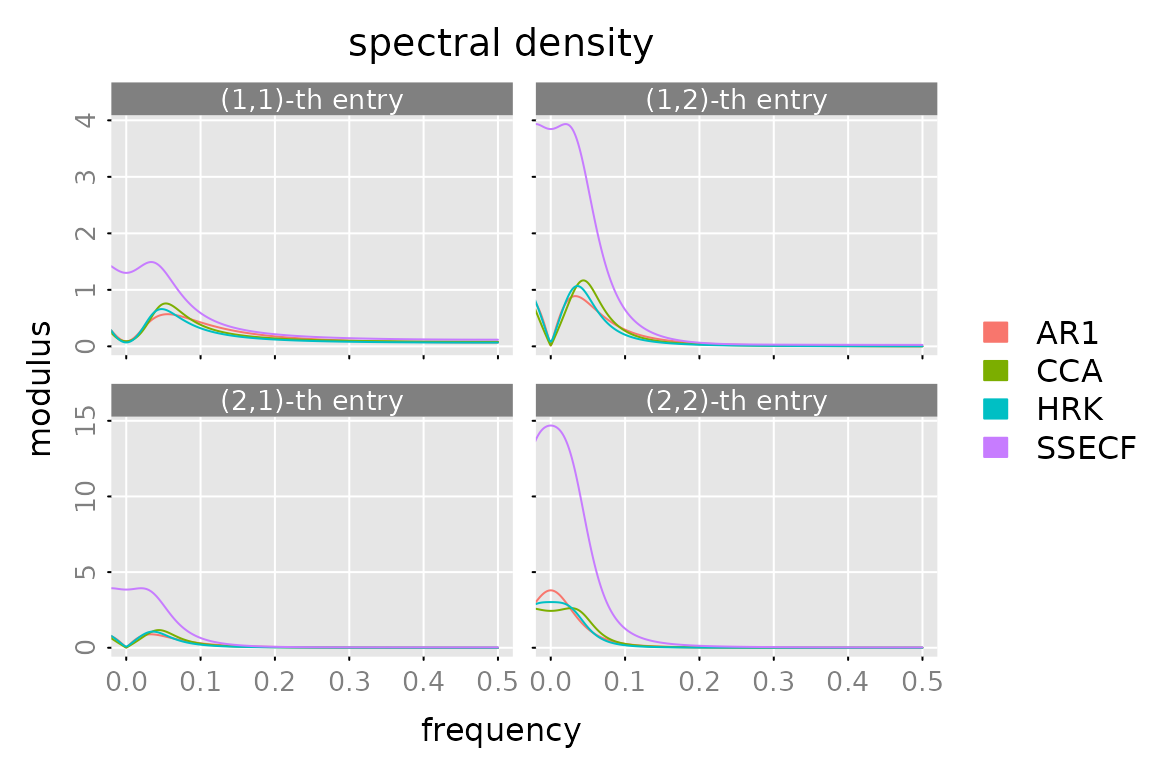 spectral density
(1,1)-th entry
(1,2)-th entry
4
3
2
1
0
(2,1)-th entry
(2,2)-th entry
15
10
5
0
0.0 0.1 0.2 0.3 0.4 0.5
0.0 0.1 0.2 0.3 0.4 0.5
frequency
modulus
AR1
CCA
HRK
SSECF